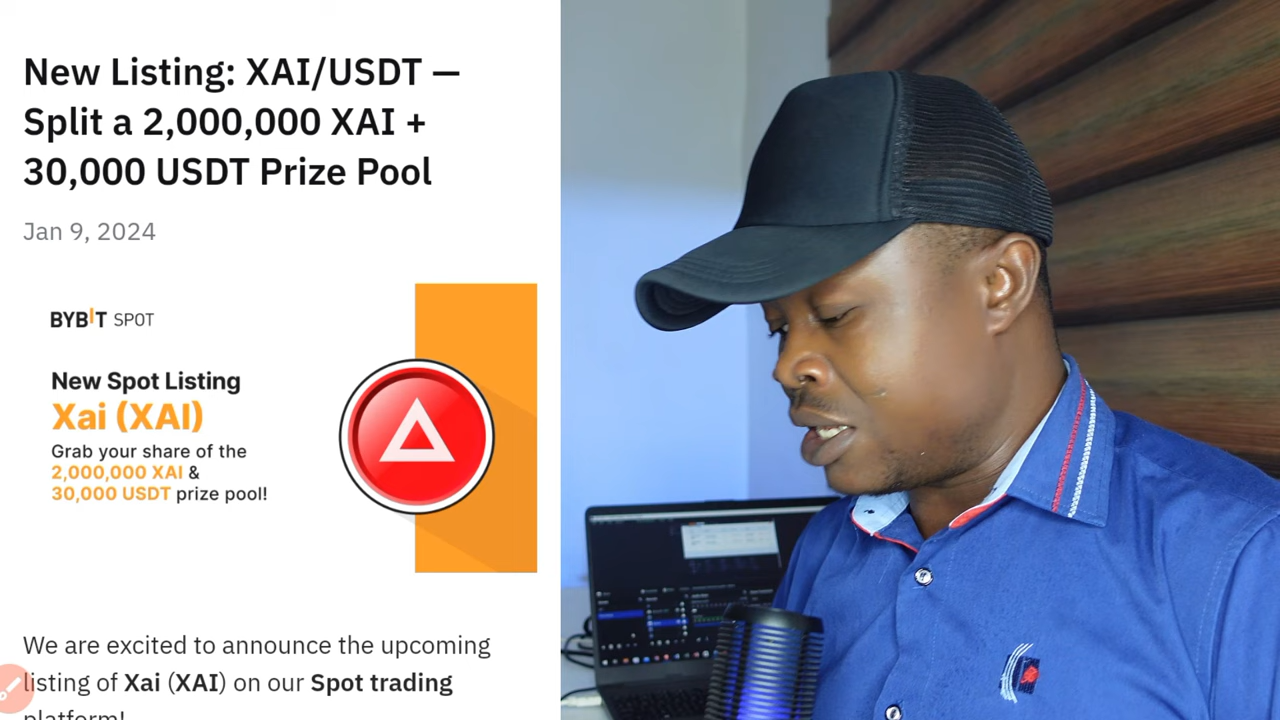 New Listing: XAI/USDT —
Split a 2,000,000 XAI +
30,000 USDT Prize Pool
Jan 9, 2024
BYBIT SPOT
New Spot Listing
Xai (XAI)
Grab your share of the
2,000,000 XAI &
30,000 USDT prize pool!
We are excited to announce the upcoming
listing of Xai (XAI) on our Spot trading
platform!